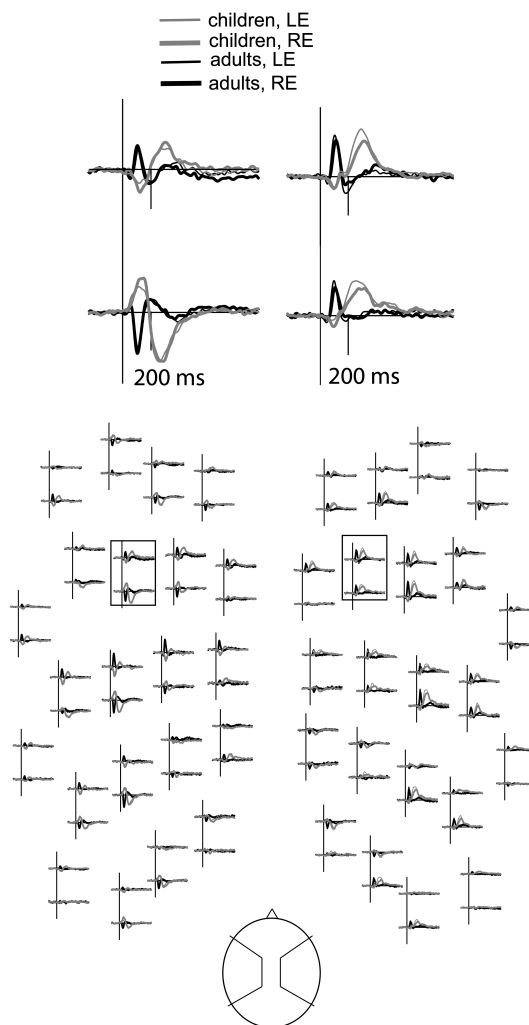 children, LE
children, RE
adults, LE
adults, RE
200 ms
200 ms